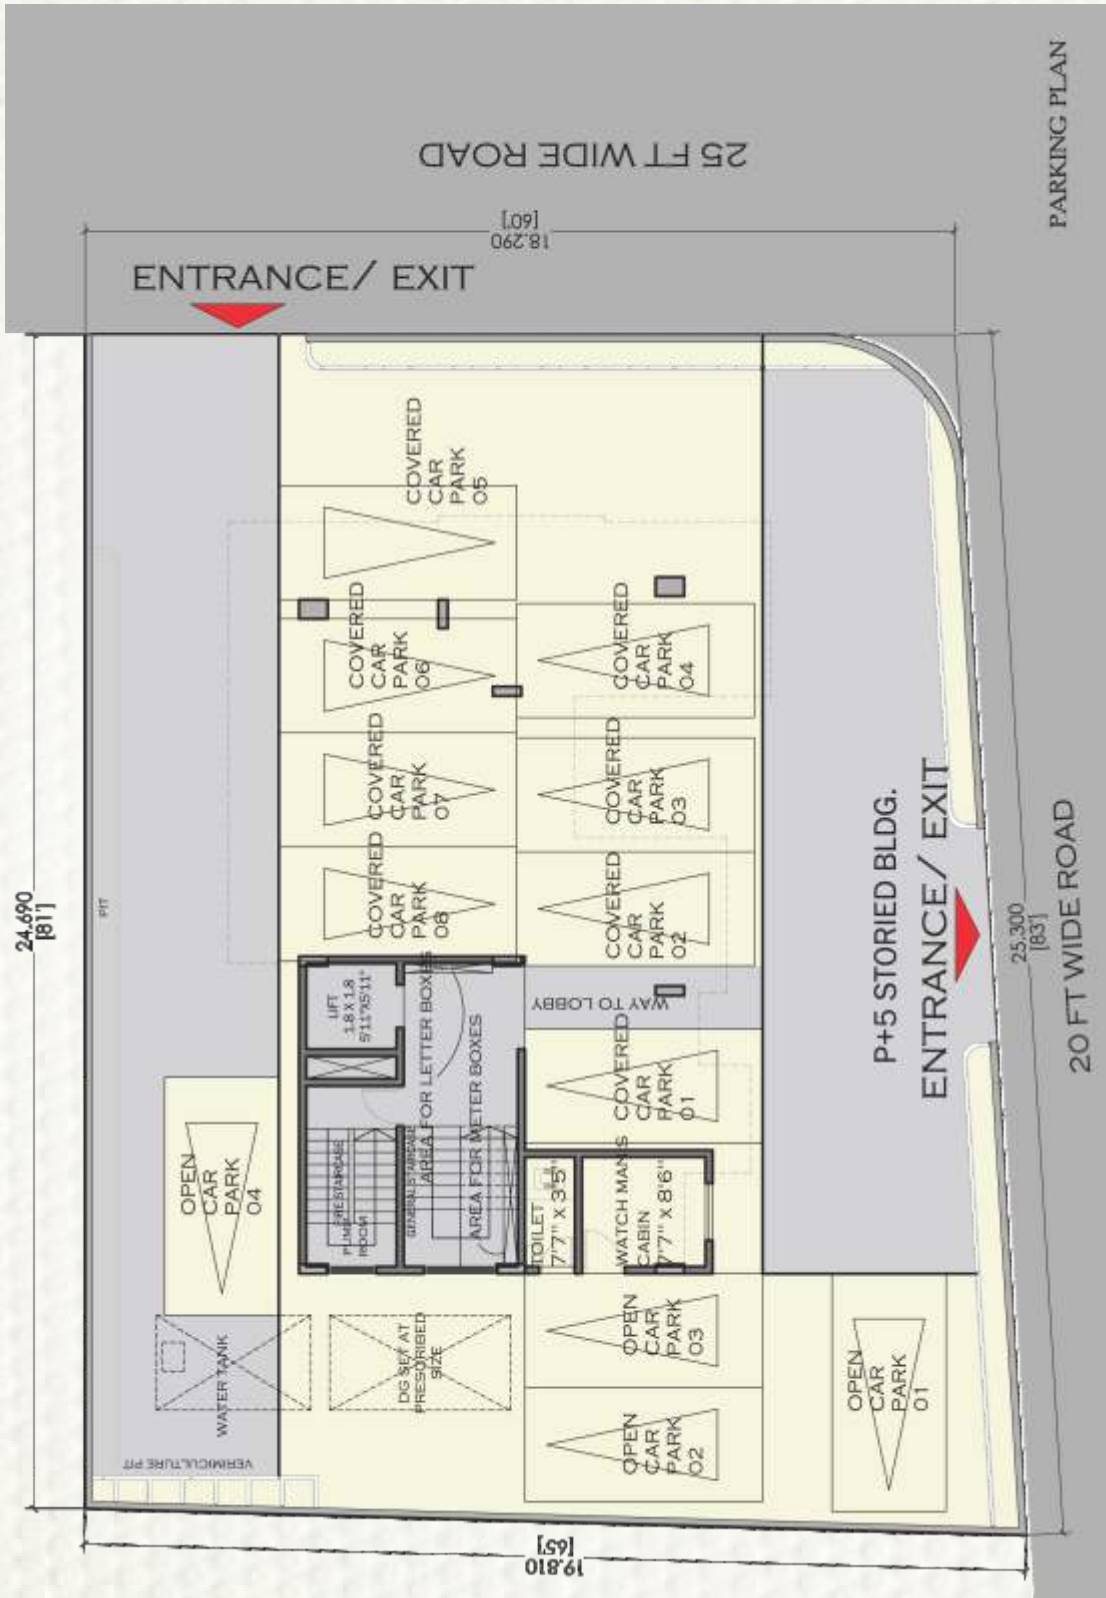 PARKING PLAN
25 FT WIDE ROAD
18.290
[60']
ENTRANCE/ EXIT
24.690
[81']
PIT
COVERED
CAR
PARK
05
COVERED
CAR
PARK
06
COVERED
CAR
PARK
04
COVERED
CAR
PARK
07
COVERED
CAR
PARK
03
COVERED
CAR
PARK
08
COVERED
CAR
PARK
02
LIFT
1.8 X 1.8
5'11"X5'11"
AREA FOR LETTER BOXES
AREA FOR METER BOXES
WAY TO LOBBY
COVERED
CAR
PARK
01
P+5 STORIED BLDG.
ENTRANCE/ EXIT
25.300
[83']
20 FT WIDE ROAD
OPEN
CAR
PARK
04
FIRE STAIRCASE
PUMP
ROOM
GENERAL STAIRCASE
TOILET
7'7" X 3'5"
WATCH MAN'S
CABIN
7'7" X 8'6"
WATER TANK
DG SET AT
PRESCRIBED
SIZE
OPEN
CAR
PARK
03
OPEN
CAR
PARK
02
OPEN
CAR
PARK
01
VERMICULTURE PIT
19.810
[65']